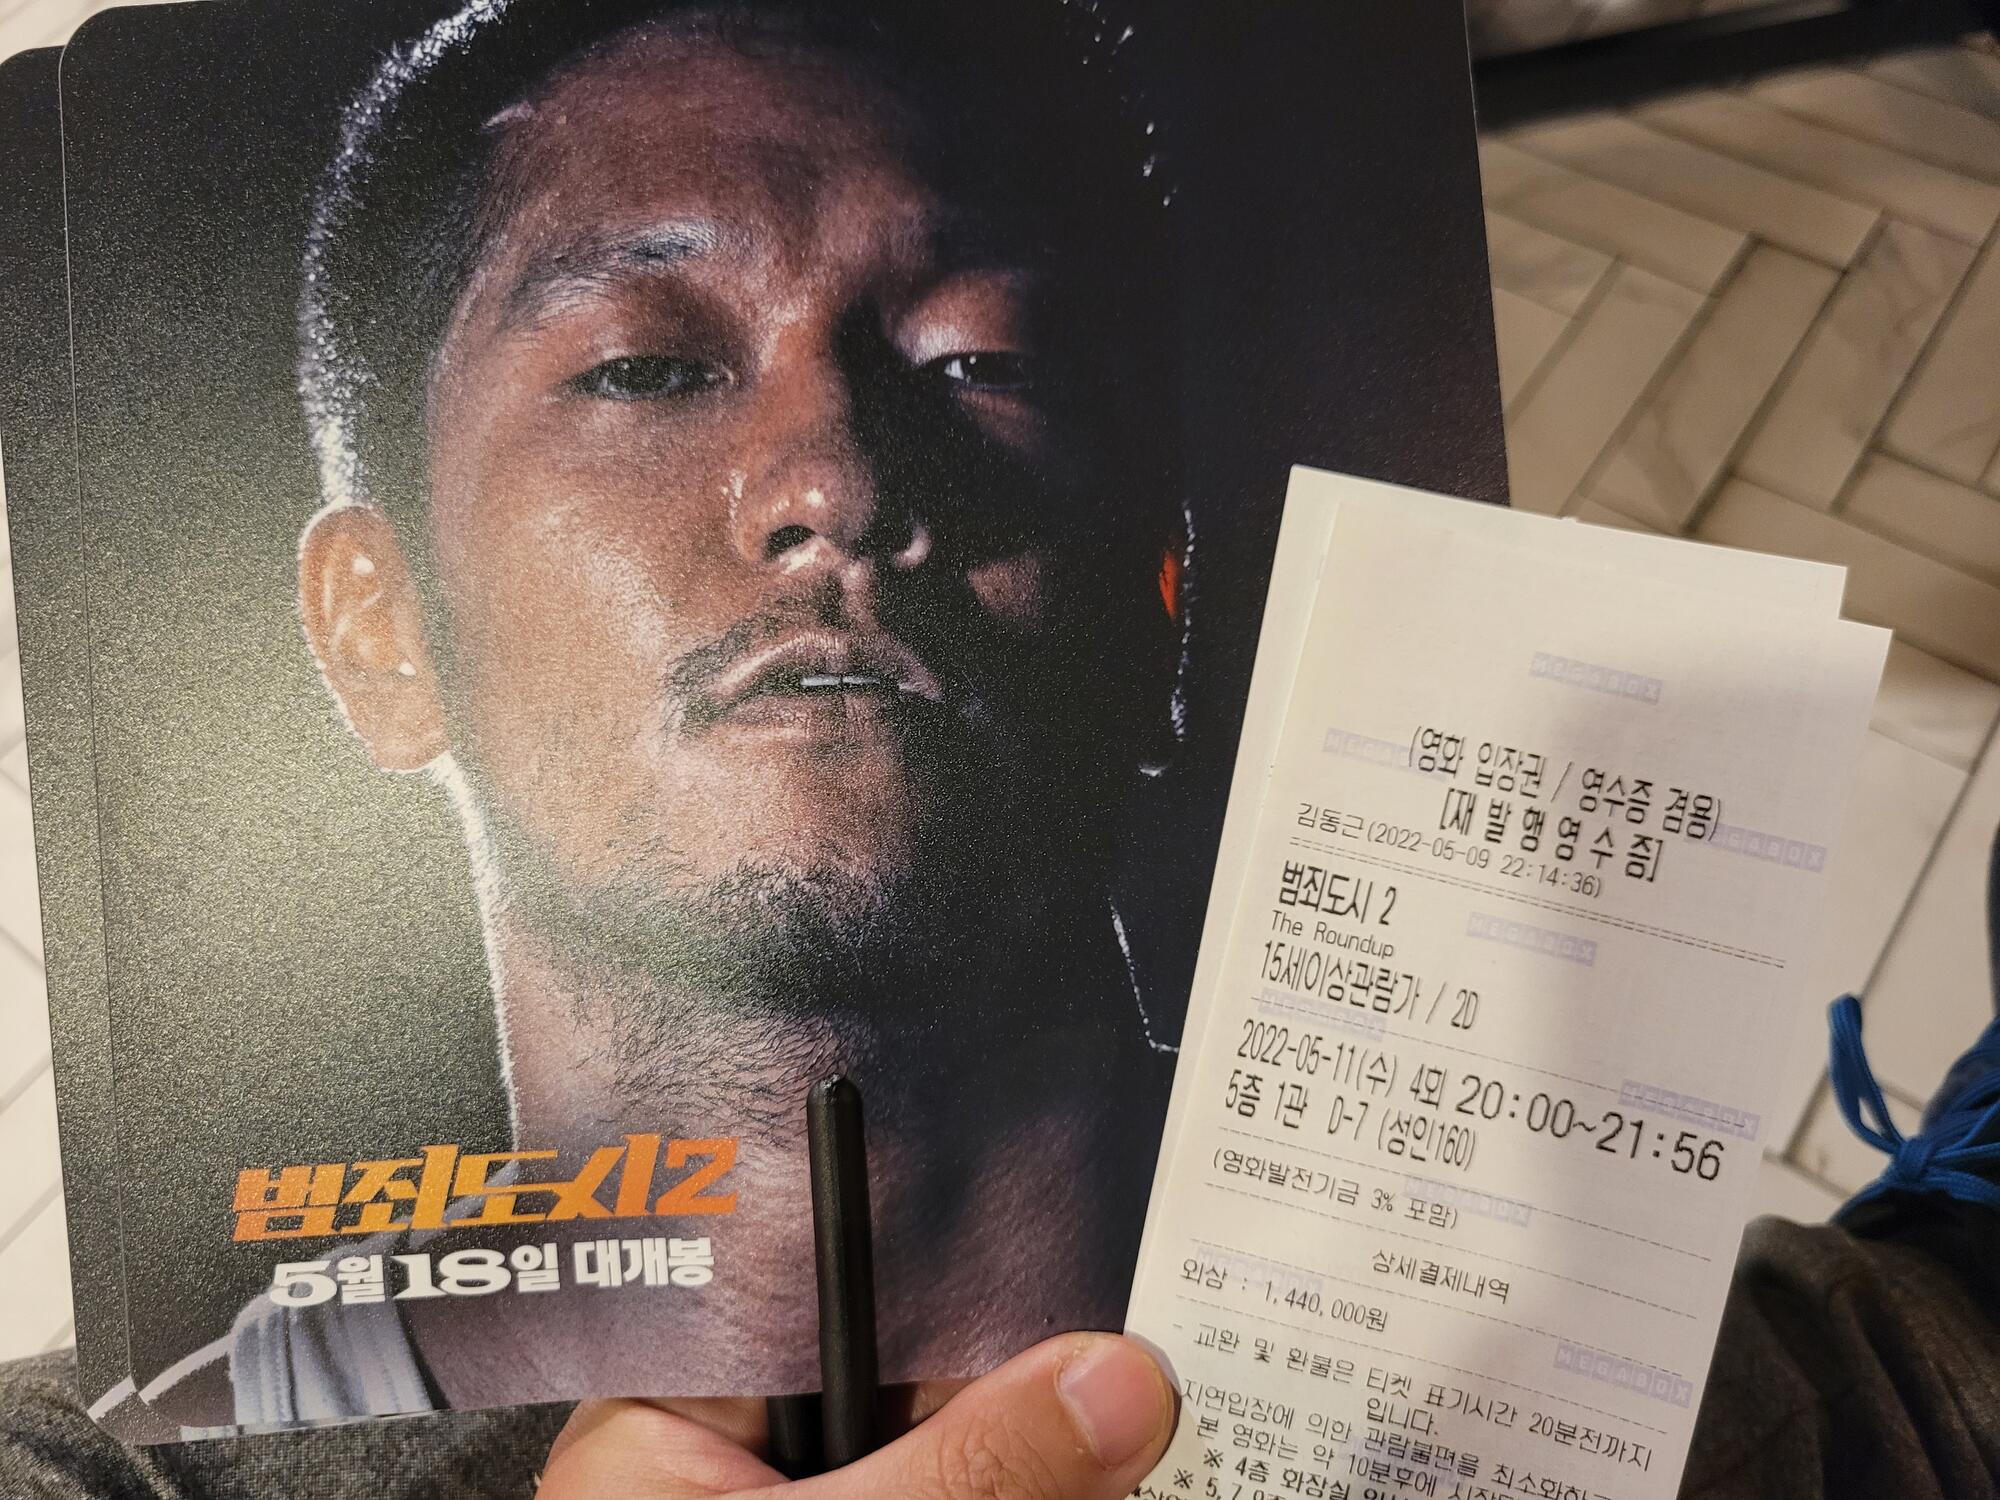 범죄도시2
5월 18일 대개봉
MEGABOX
(영화 입장권 / 영수증 겸용)
[재 발 행 영 수 증]
김동근(2022-05-09 22:14:36)
범죄도시 2
The Roundup
15세이상관람가 / 2D
2022-05-11(수) 4회 20:00~21:56
5층 1관 D-7 (성인160)
(영화발전기금 3% 포함)
상세결제내역
외상 : 1,440,000원
- 교환 및 환불은 티켓 표기시간 20분전까지
입니다.
지연입장에 의한 관람불편을 최소화하
본 영화는 약 10분후에
※ 4층 화장실
※ 5,7,